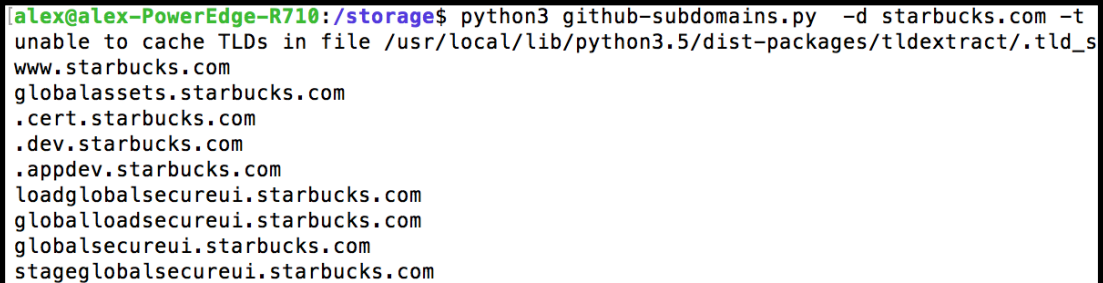 [alex@alex-PowerEdge-R710:/storage$ python3 github-subdomains.py  -d starbucks.com -t
unable to cache TLDs in file /usr/local/lib/python3.5/dist-packages/tldextract/.tld_s
www.starbucks.com
globalassets.starbucks.com
.cert.starbucks.com
.dev.starbucks.com
.appdev.starbucks.com
loadglobalsecureui.starbucks.com
globalloadsecureui.starbucks.com
globalsecureui.starbucks.com
stageglobalsecureui.starbucks.com